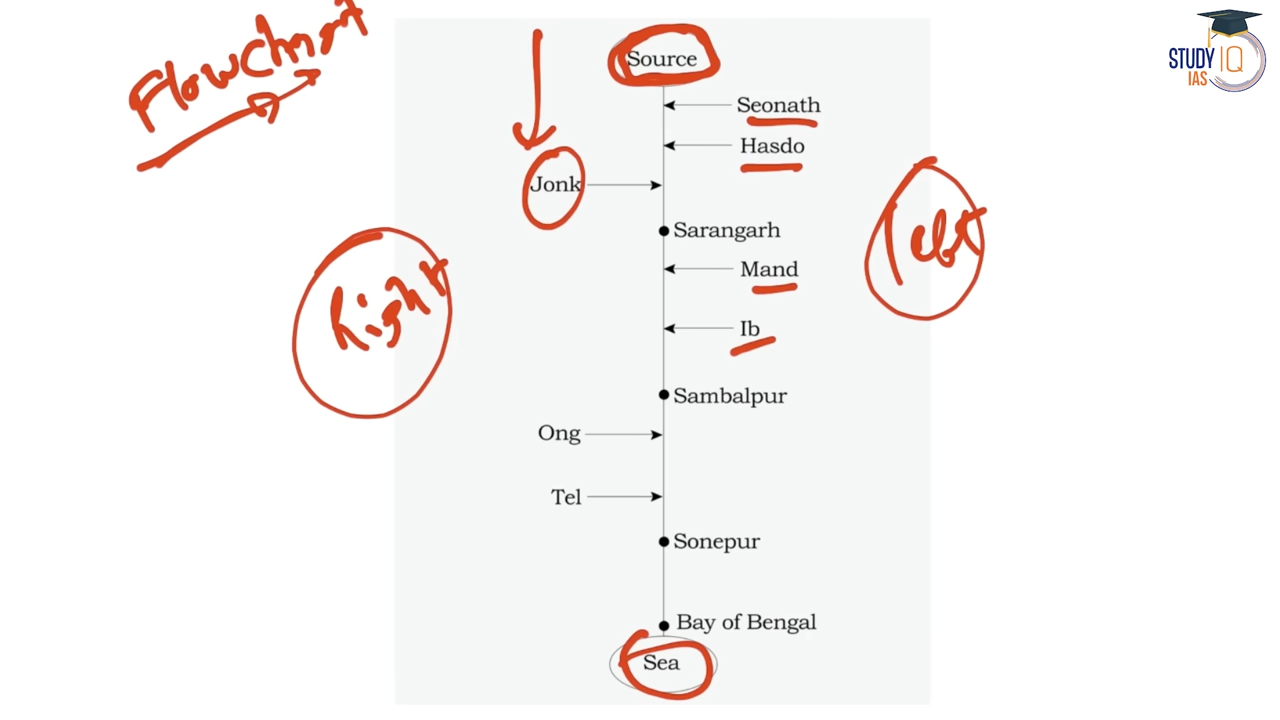 Flowchart
STUDY IQ
IAS
Source
Seonath
Hasdo
Jonk
Left
Sarangarh
Right
Mand
Ib
Sambalpur
Ong
Tel
Sonepur
Bay of Bengal
Sea